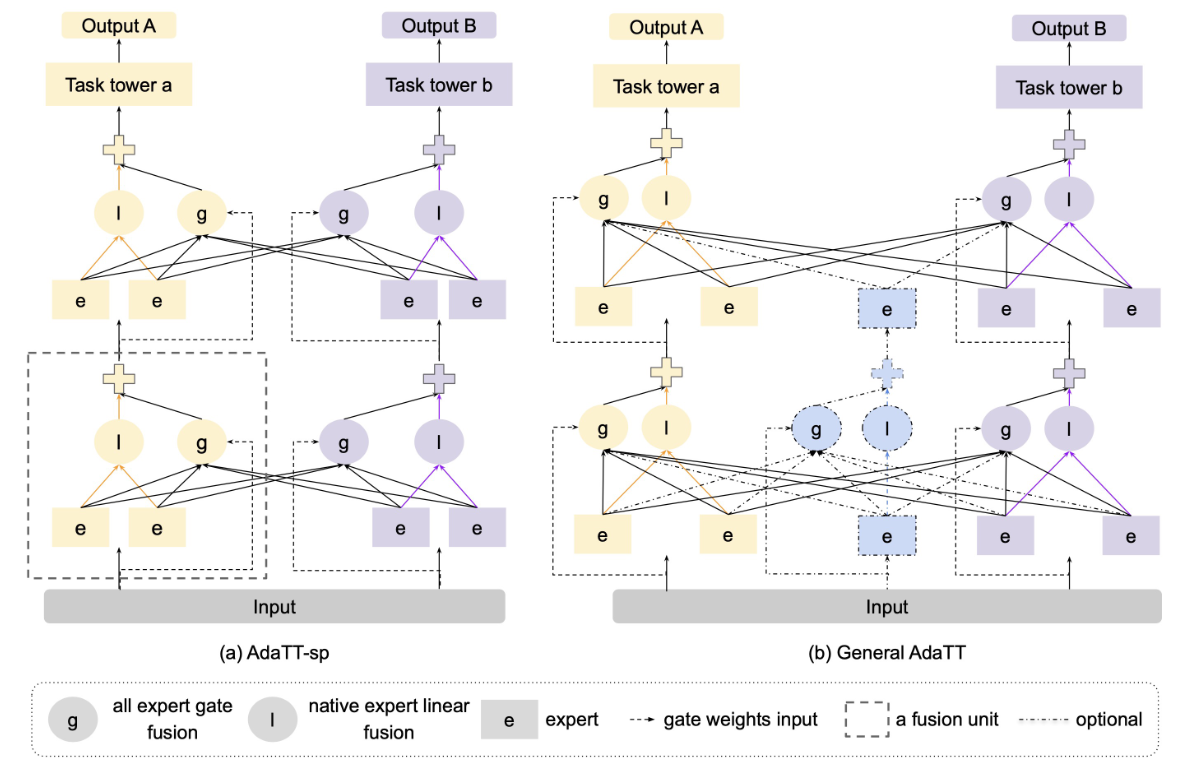 Output A
Output B
Output A
Output B
Task tower a
Task tower b
Task tower a
Task tower b
l
g
g
l
g
l
g
l
e
e
e
e
e
e
e
e
e
l
g
g
l
g
l
g
l
g
l
e
e
e
e
e
e
e
e
e
Input
Input
(a) AdaTT-sp
(b) General AdaTT
g
all expert gate
fusion
l
native expert linear
fusion
e
expert
gate weights input
a fusion unit
optional